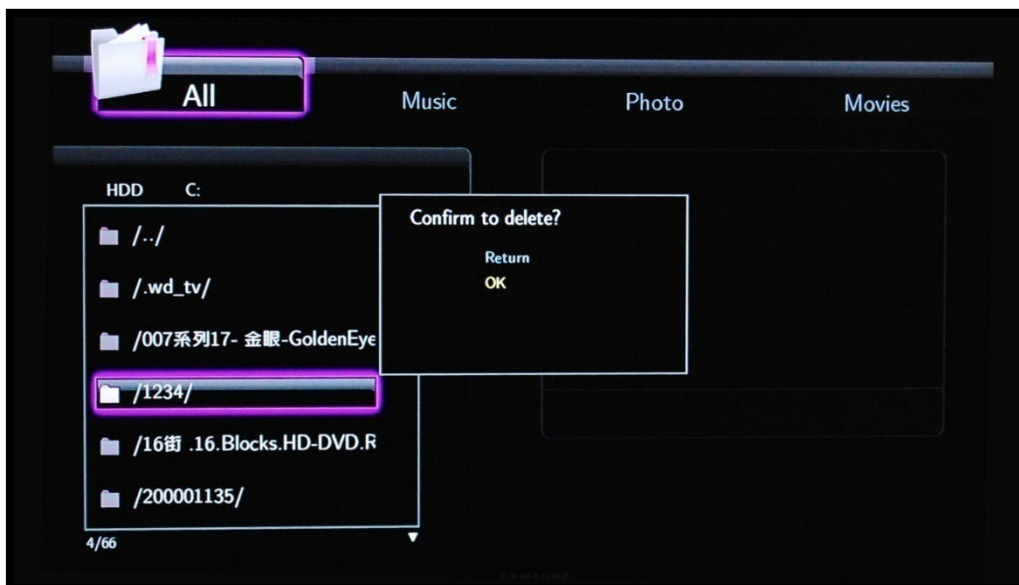 All
Music
Photo
Movies
HDD C:
/../
/.wd_tv/
/007系列17- 金眼-GoldenEye
/1234/
/16街 .16.Blocks.HD-DVD.R
/200001135/
4/66
Confirm to delete?
Return
OK